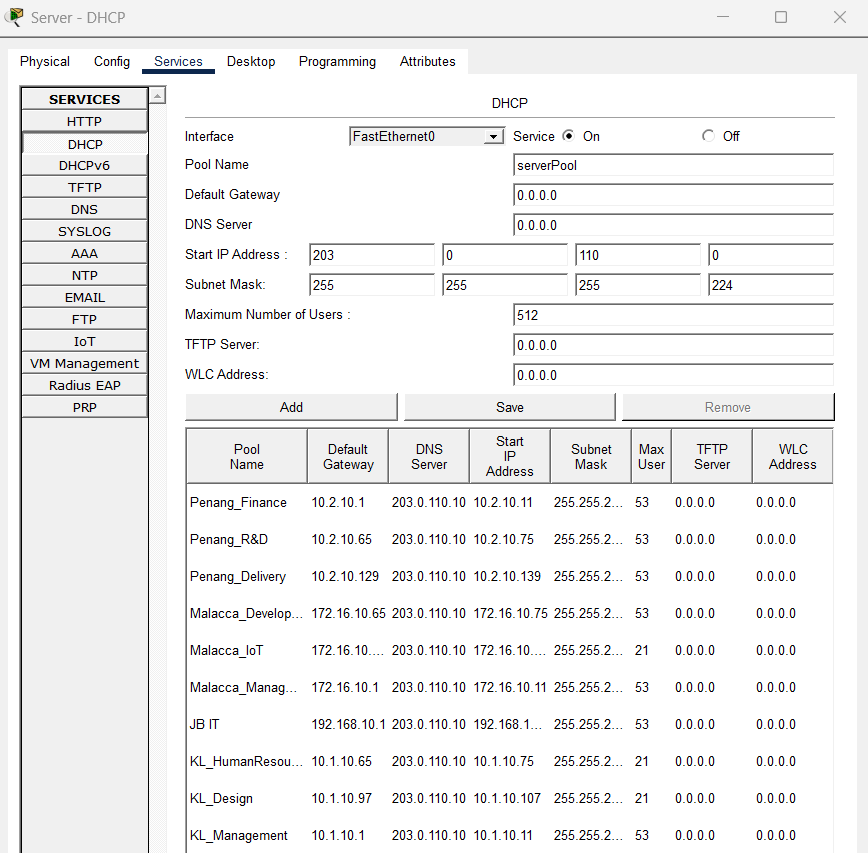 Server - DHCP
Physical Config Services Desktop Programming Attributes
SERVICES
HTTP
DHCP
DHCPv6
TFTP
DNS
SYSLOG
AAA
NTP
EMAIL
FTP
IoT
VM Management
Radius EAP
PRP
DHCP
Interface FastEthernet0 Service On Off
Pool Name serverPool
Default Gateway 0.0.0.0
DNS Server 0.0.0.0
Start IP Address : 203 0 110 0
Subnet Mask: 255 255 255 224
Maximum Number of Users : 512
TFTP Server: 0.0.0.0
WLC Address: 0.0.0.0
Add Save Remove
Pool Name Default Gateway DNS Server Start IP Address Subnet Mask Max User TFTP Server WLC Address
Penang_Finance 10.2.10.1 203.0.110.10 10.2.10.11 255.255.2... 53 0.0.0.0 0.0.0.0
Penang_R&D 10.2.10.65 203.0.110.10 10.2.10.75 255.255.2... 53 0.0.0.0 0.0.0.0
Penang_Delivery 10.2.10.129 203.0.110.10 10.2.10.139 255.255.2... 53 0.0.0.0 0.0.0.0
Malacca_Develop... 172.16.10.65 203.0.110.10 172.16.10.75 255.255.2... 53 0.0.0.0 0.0.0.0
Malacca_IoT 172.16.10.... 203.0.110.10 172.16.10.... 255.255.2... 21 0.0.0.0 0.0.0.0
Malacca_Manag... 172.16.10.1 203.0.110.10 172.16.10.11 255.255.2... 53 0.0.0.0 0.0.0.0
JB IT 192.168.10.1 203.0.110.10 192.168.1... 255.255.2... 53 0.0.0.0 0.0.0.0
KL_HumanResou... 10.1.10.65 203.0.110.10 10.1.10.75 255.255.2... 21 0.0.0.0 0.0.0.0
KL_Design 10.1.10.97 203.0.110.10 10.1.10.107 255.255.2... 21 0.0.0.0 0.0.0.0
KL_Management 10.1.10.1 203.0.110.10 10.1.10.11 255.255.2... 53 0.0.0.0 0.0.0.0